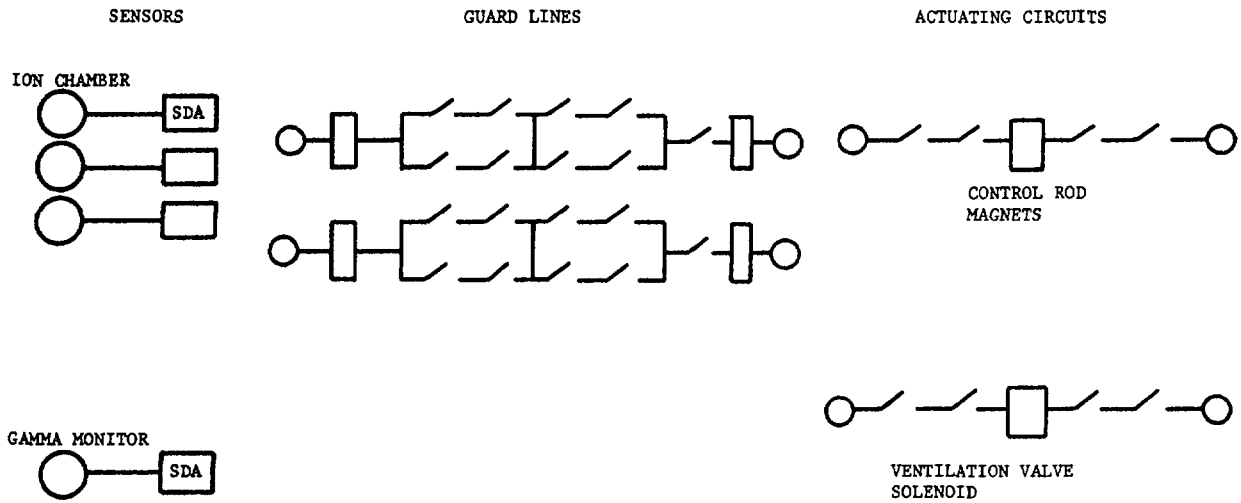 SENSORS
GUARD LINES
ACTUATING CIRCUITS
ION CHAMBER
SDA
CONTROL ROD
MAGNETS
GAMMA MONITOR
SDA
VENTILATION VALVE
SOLENOID